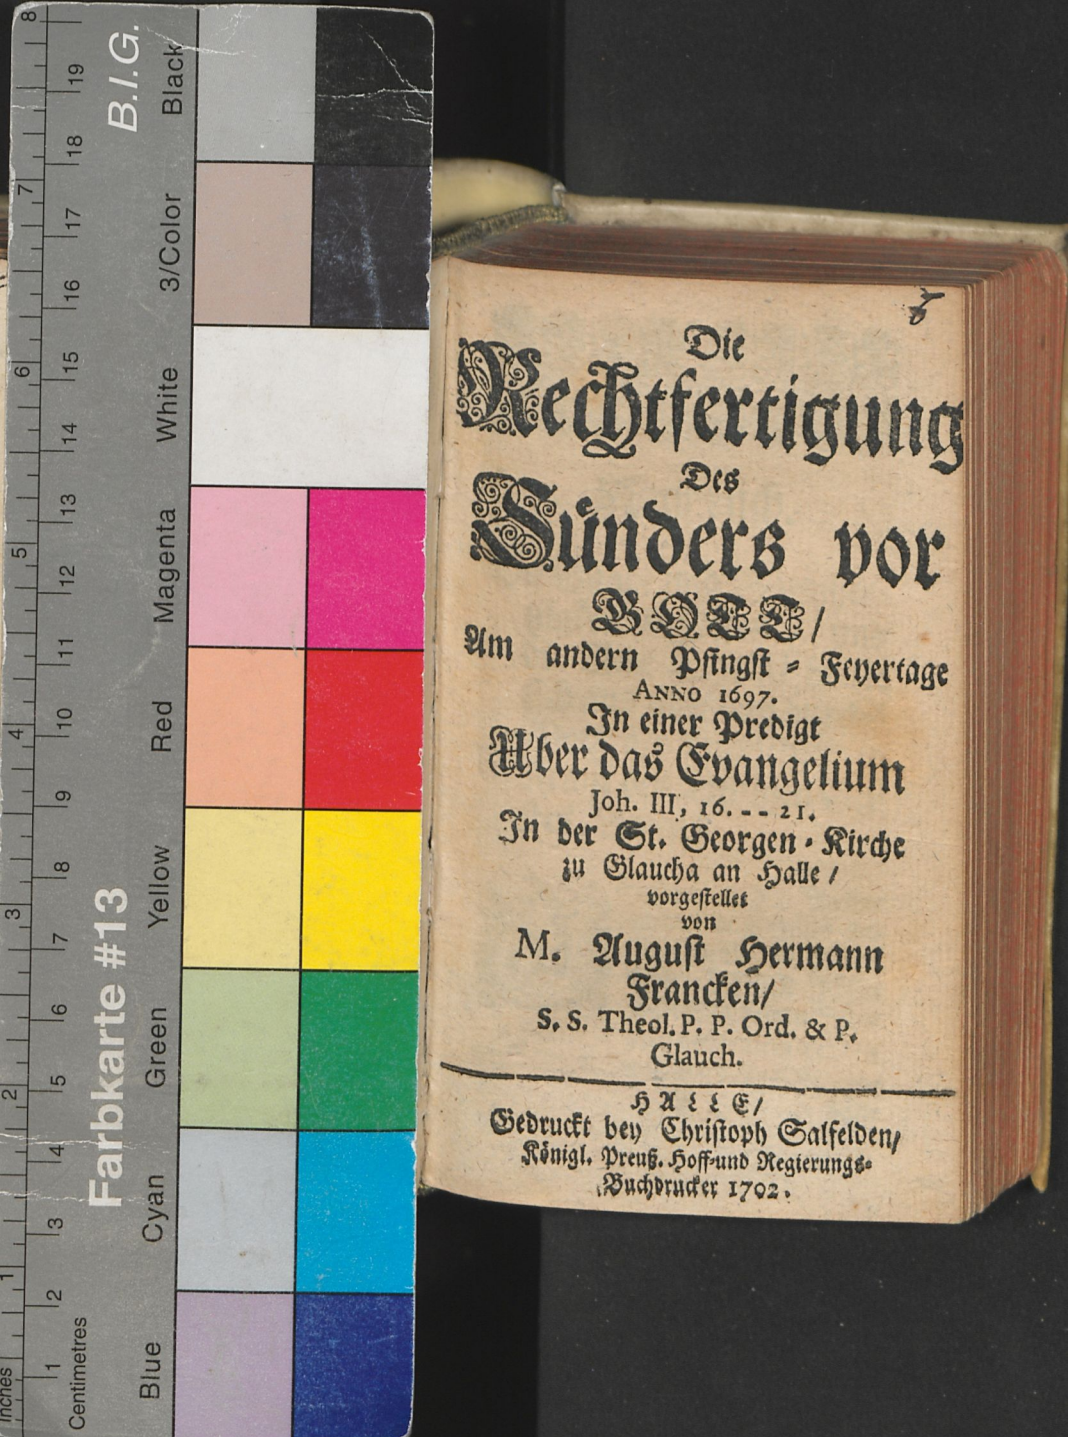 Die
Rechtfertigung
Des
Sünders vor
GOTT/
Am andern Pfingst = Feyertage
ANNO 1697.
In einer Predigt
Uber das Evangelium
Joh. III, 16. -- 21.
In der St. Georgen-Kirche
zu Glaucha an Halle/
vorgestellet
von
M. August Hermann
Francken/
S. S. Theol. P. P. Ord. & P.
Glauch.
HALLE/
Gedruckt bey Christoph Salfelden/
Königl. Preuß. Hoff-und Regierungs-
Buchdrucker 1702.
Inches 1 2 3 4 5 6 7 8
Centimetres 1 2 3 4 5 6 7 8 9 10 11 12 13 14 15 16 17 18 19
Farbkarte #13 B.I.G.
Blue Cyan Green Yellow Red Magenta White 3/Color Black